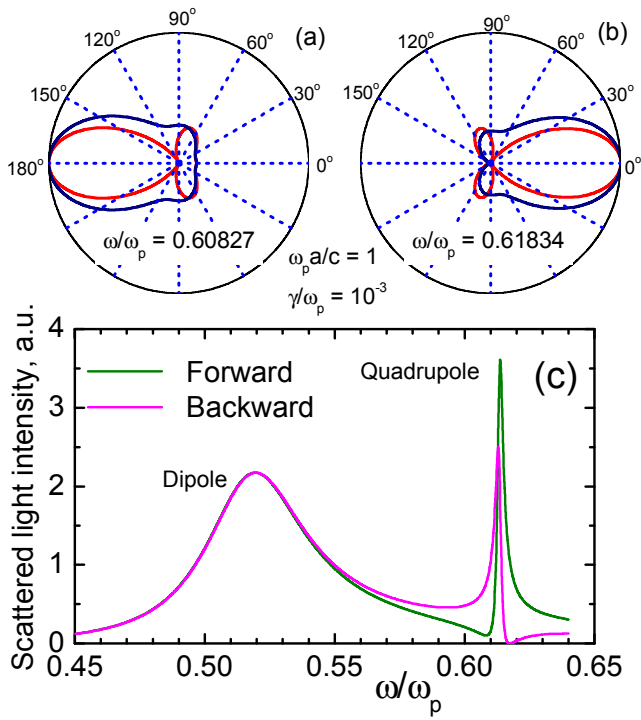 90° (a) 90° (b)
120° 60° 120° 60°
150° 30° 150° 30°
180° 0° 180° 0°
ω/ω_p = 0.60827 ω/ω_p = 0.61834
ω_p a/c = 1
γ/ω_p = 10⁻³
Scattered light intensity, a.u.
4
3
2
1
0
Forward
Backward
Quadrupole
(c)
Dipole
0.45 0.50 0.55 0.60 0.65
ω/ω_p